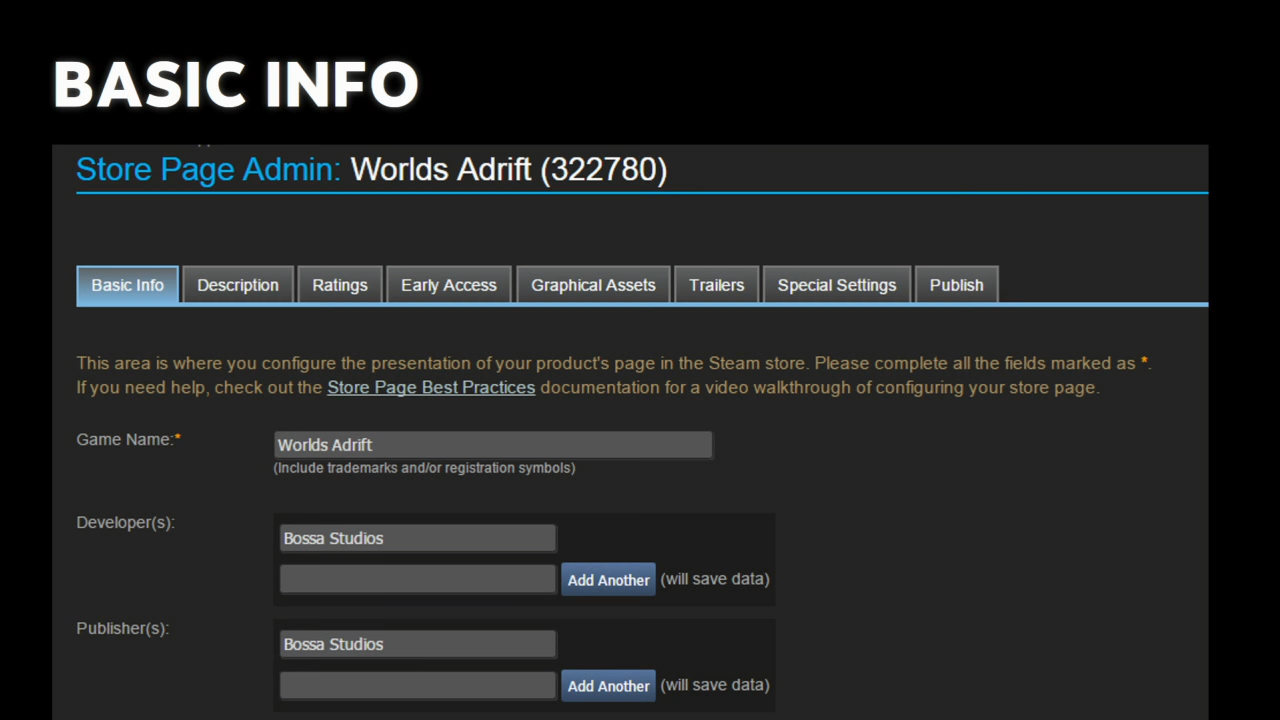 BASIC INFO
Store Page Admin: Worlds Adrift (322780)
Basic Info Description Ratings Early Access Graphical Assets Trailers Special Settings Publish
This area is where you configure the presentation of your product's page in the Steam store. Please complete all the fields marked as *.
If you need help, check out the Store Page Best Practices documentation for a video walkthrough of configuring your store page.
Game Name:* Worlds Adrift
(Include trademarks and/or registration symbols)
Developer(s): Bossa Studios
Add Another (will save data)
Publisher(s): Bossa Studios
Add Another (will save data)